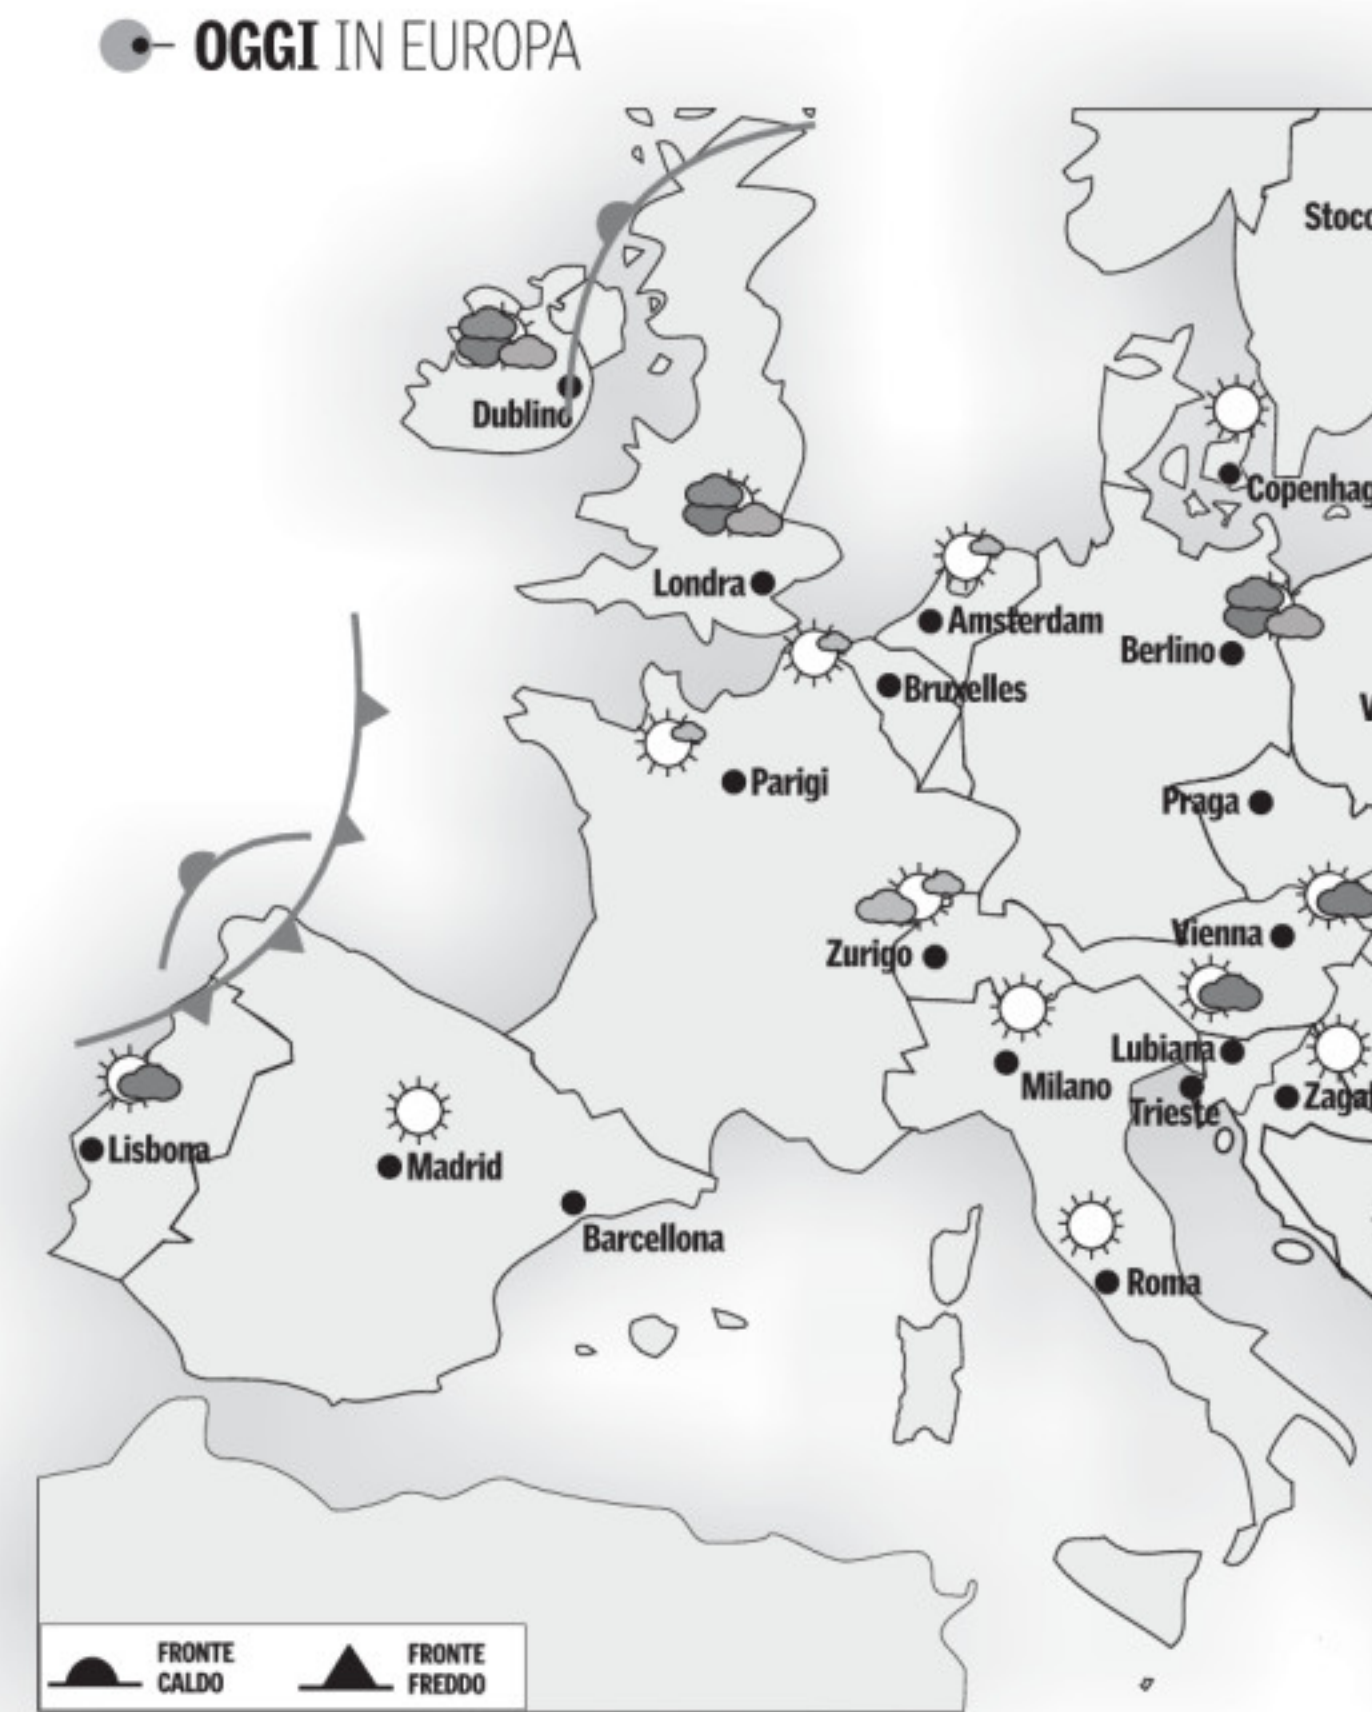 OGGI IN EUROPA
Stocc
Dublino
Copenhag
Londra
Amsterdam
Berlino
Bruxelles
V
Parigi
Praga
Vienna
Zurigo
Lubiana
Milano
Zagab
Trieste
Lisbona
Madrid
Barcellona
Roma
FRONTE
CALDO
FRONTE
FREDDO